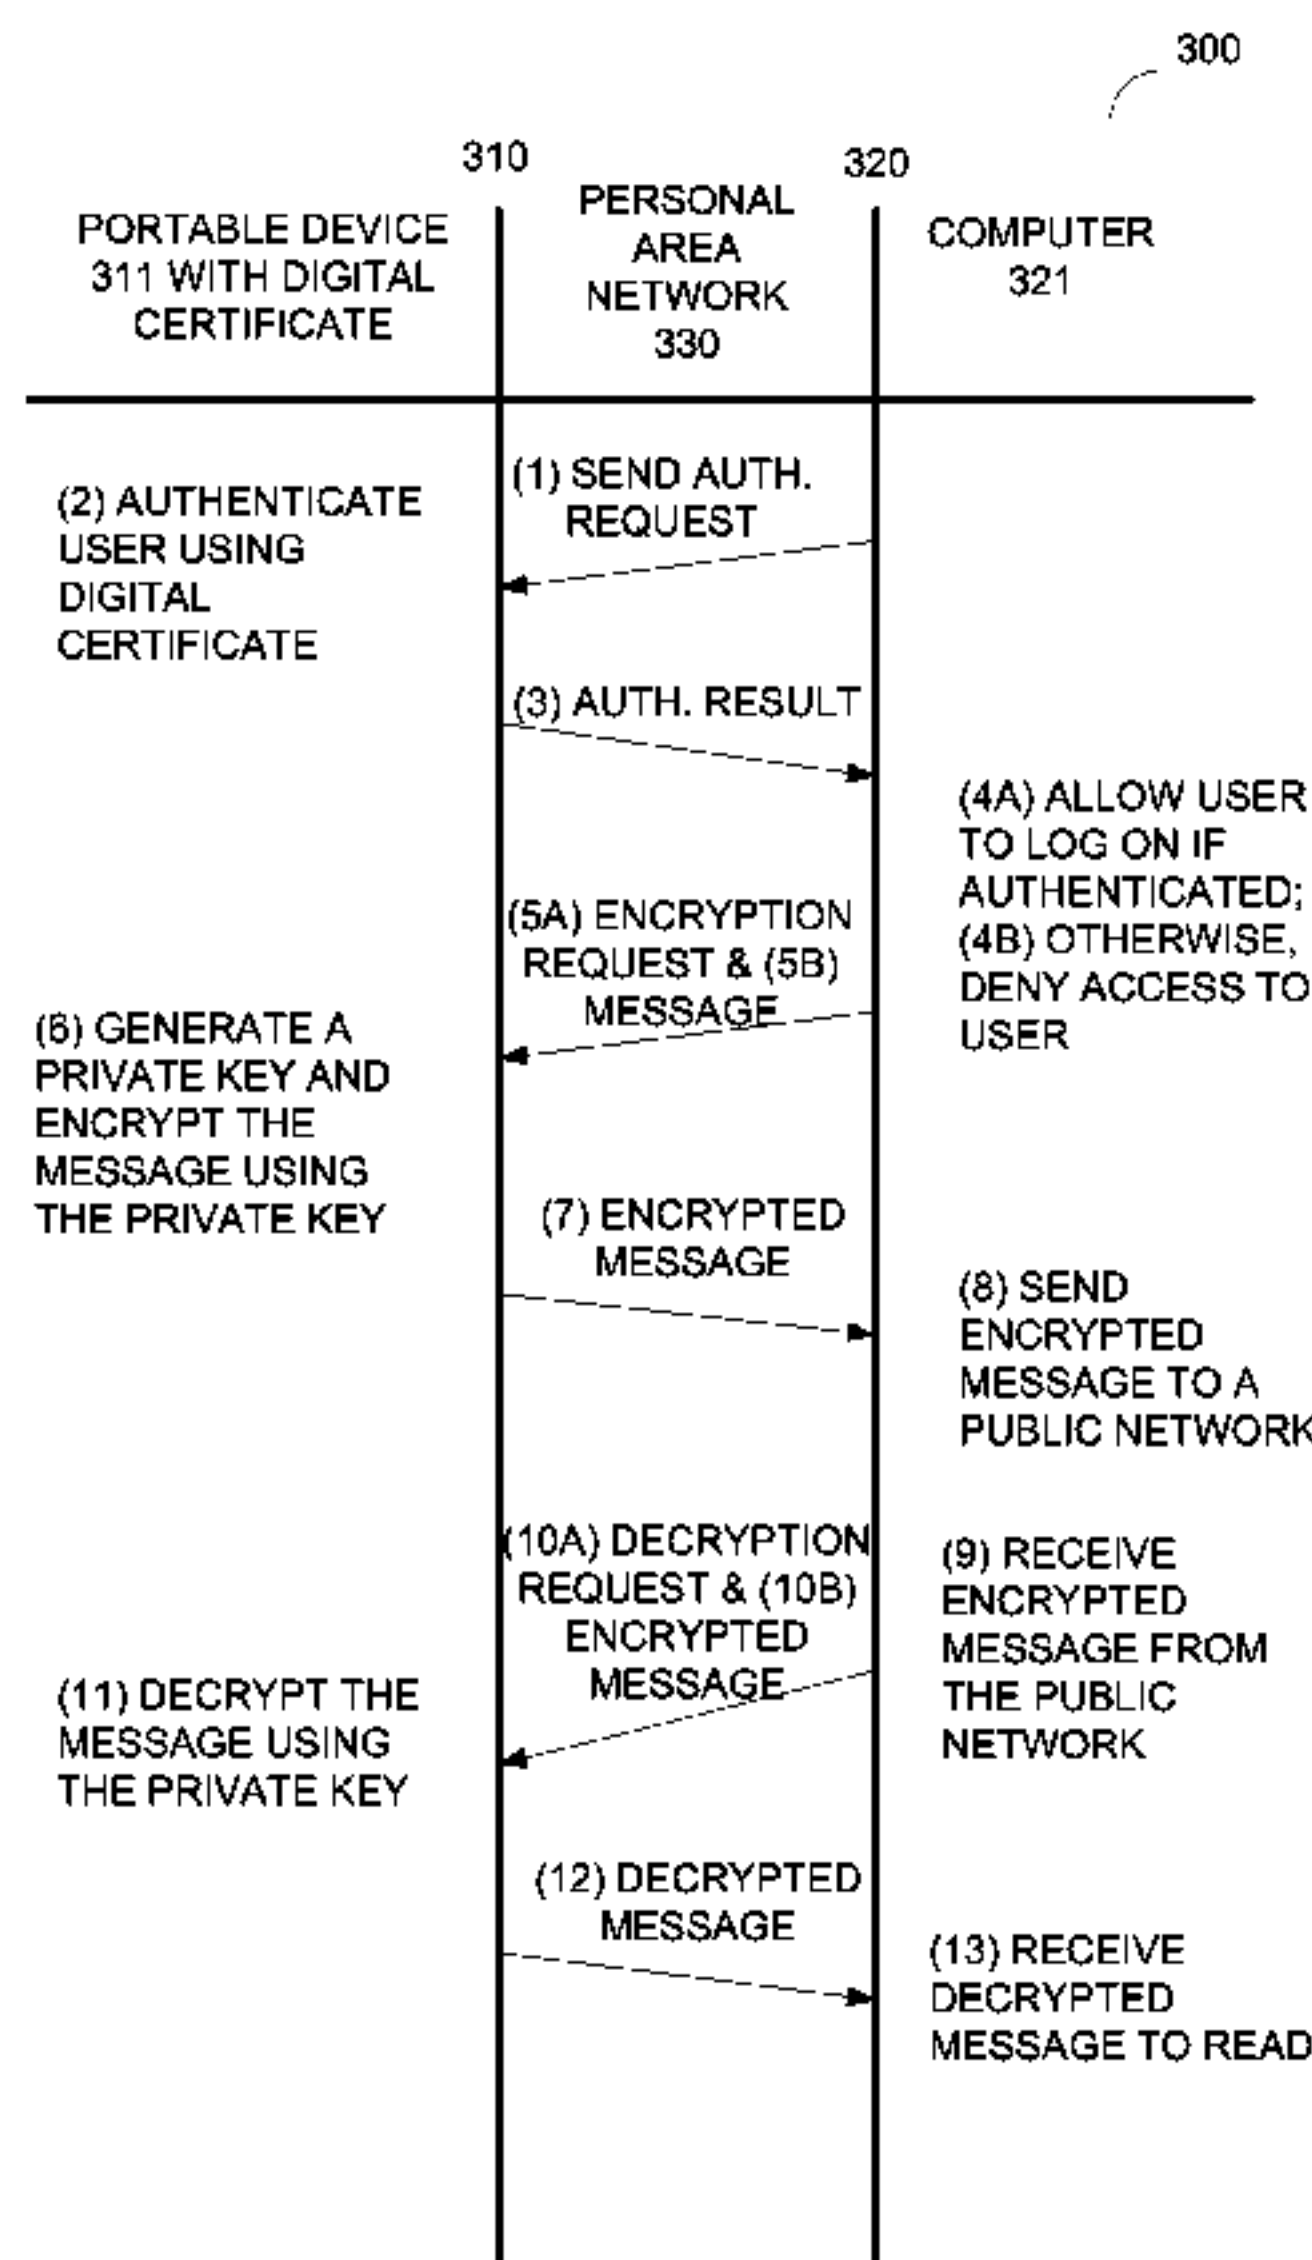 300
310
320
PORTABLE DEVICE
311 WITH DIGITAL
CERTIFICATE
PERSONAL
AREA
NETWORK
330
COMPUTER
321
(1) SEND AUTH.
REQUEST
(2) AUTHENTICATE
USER USING
DIGITAL
CERTIFICATE
(3) AUTH. RESULT
(4A) ALLOW USER
TO LOG ON IF
AUTHENTICATED;
(4B) OTHERWISE,
DENY ACCESS TO
USER
(5A) ENCRYPTION
REQUEST & (5B)
MESSAGE
(6) GENERATE A
PRIVATE KEY AND
ENCRYPT THE
MESSAGE USING
THE PRIVATE KEY
(7) ENCRYPTED
MESSAGE
(8) SEND
ENCRYPTED
MESSAGE TO A
PUBLIC NETWORK
(9) RECEIVE
ENCRYPTED
MESSAGE FROM
THE PUBLIC
NETWORK
(10A) DECRYPTION
REQUEST & (10B)
ENCRYPTED
MESSAGE
(11) DECRYPT THE
MESSAGE USING
THE PRIVATE KEY
(12) DECRYPTED
MESSAGE
(13) RECEIVE
DECRYPTED
MESSAGE TO READ